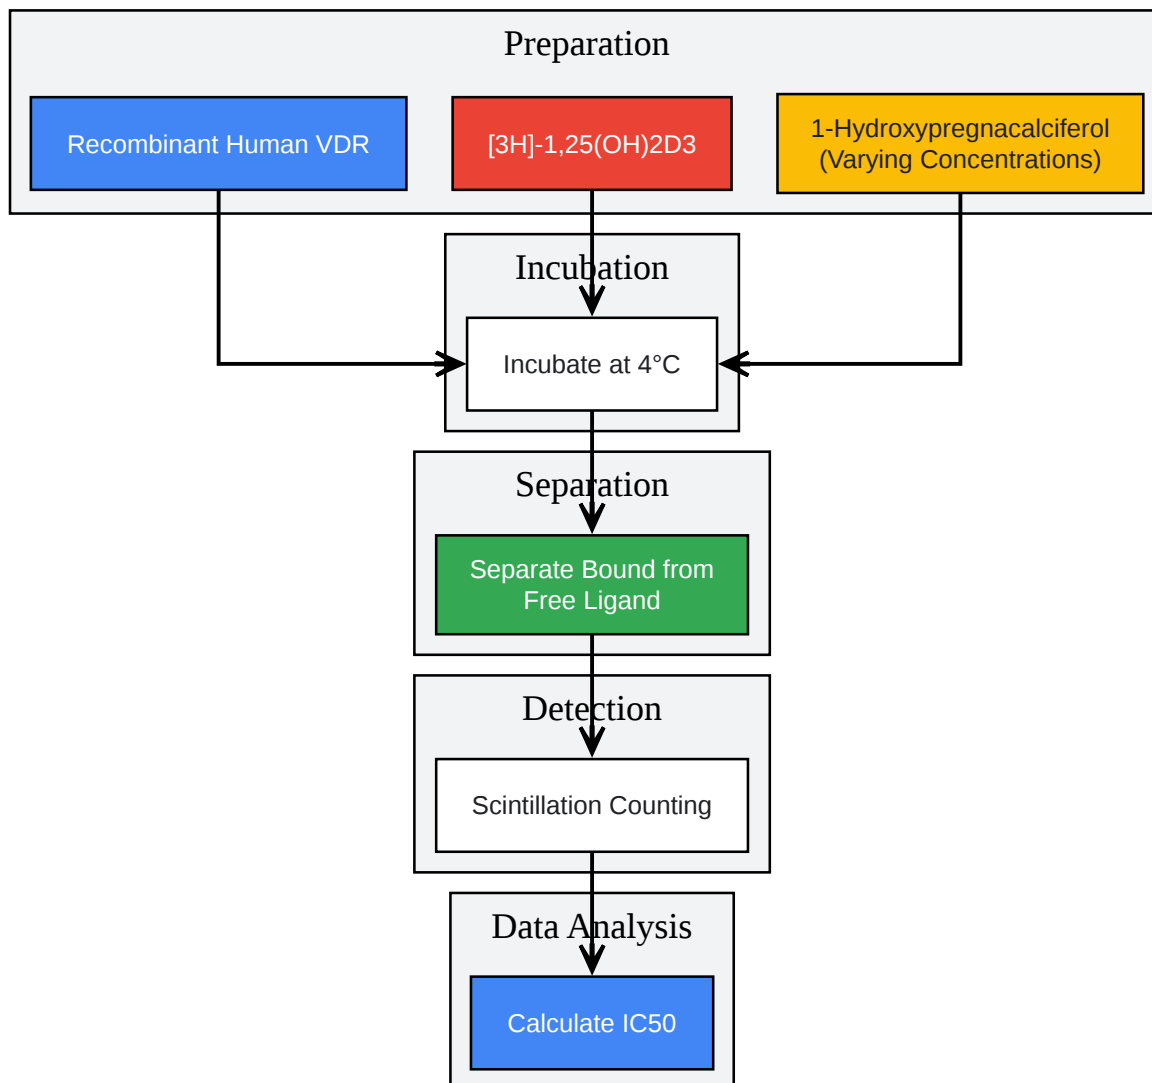 Preparation
Recombinant Human VDR
[3H]-1,25(OH)2D3
1-Hydroxypregnacalciferol
(Varying Concentrations)
Incubation
Incubate at 4°C
Separation
Separate Bound from
Free Ligand
Detection
Scintillation Counting
Data Analysis
Calculate IC50